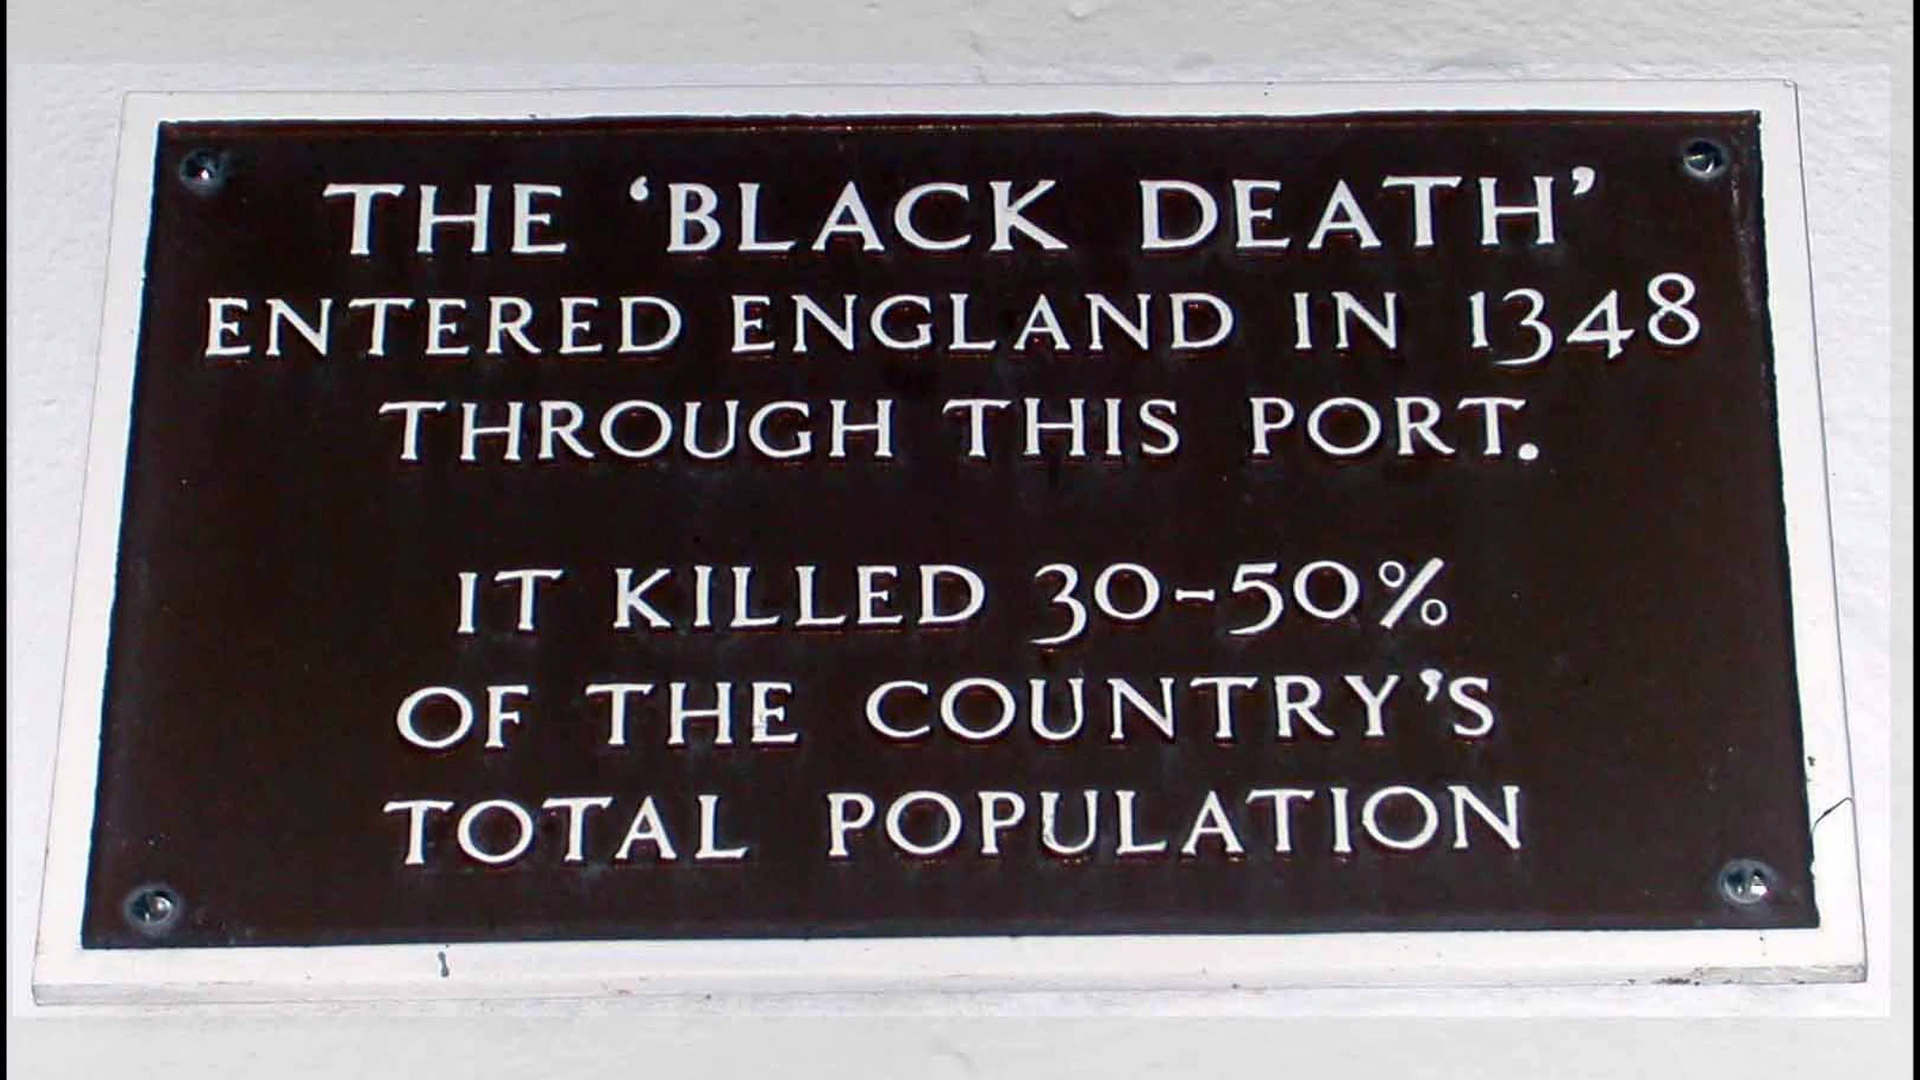 THE ‘BLACK DEATH’
ENTERED ENGLAND IN 1348
THROUGH THIS PORT.
IT KILLED 30-50%
OF THE COUNTRY’S
TOTAL POPULATION